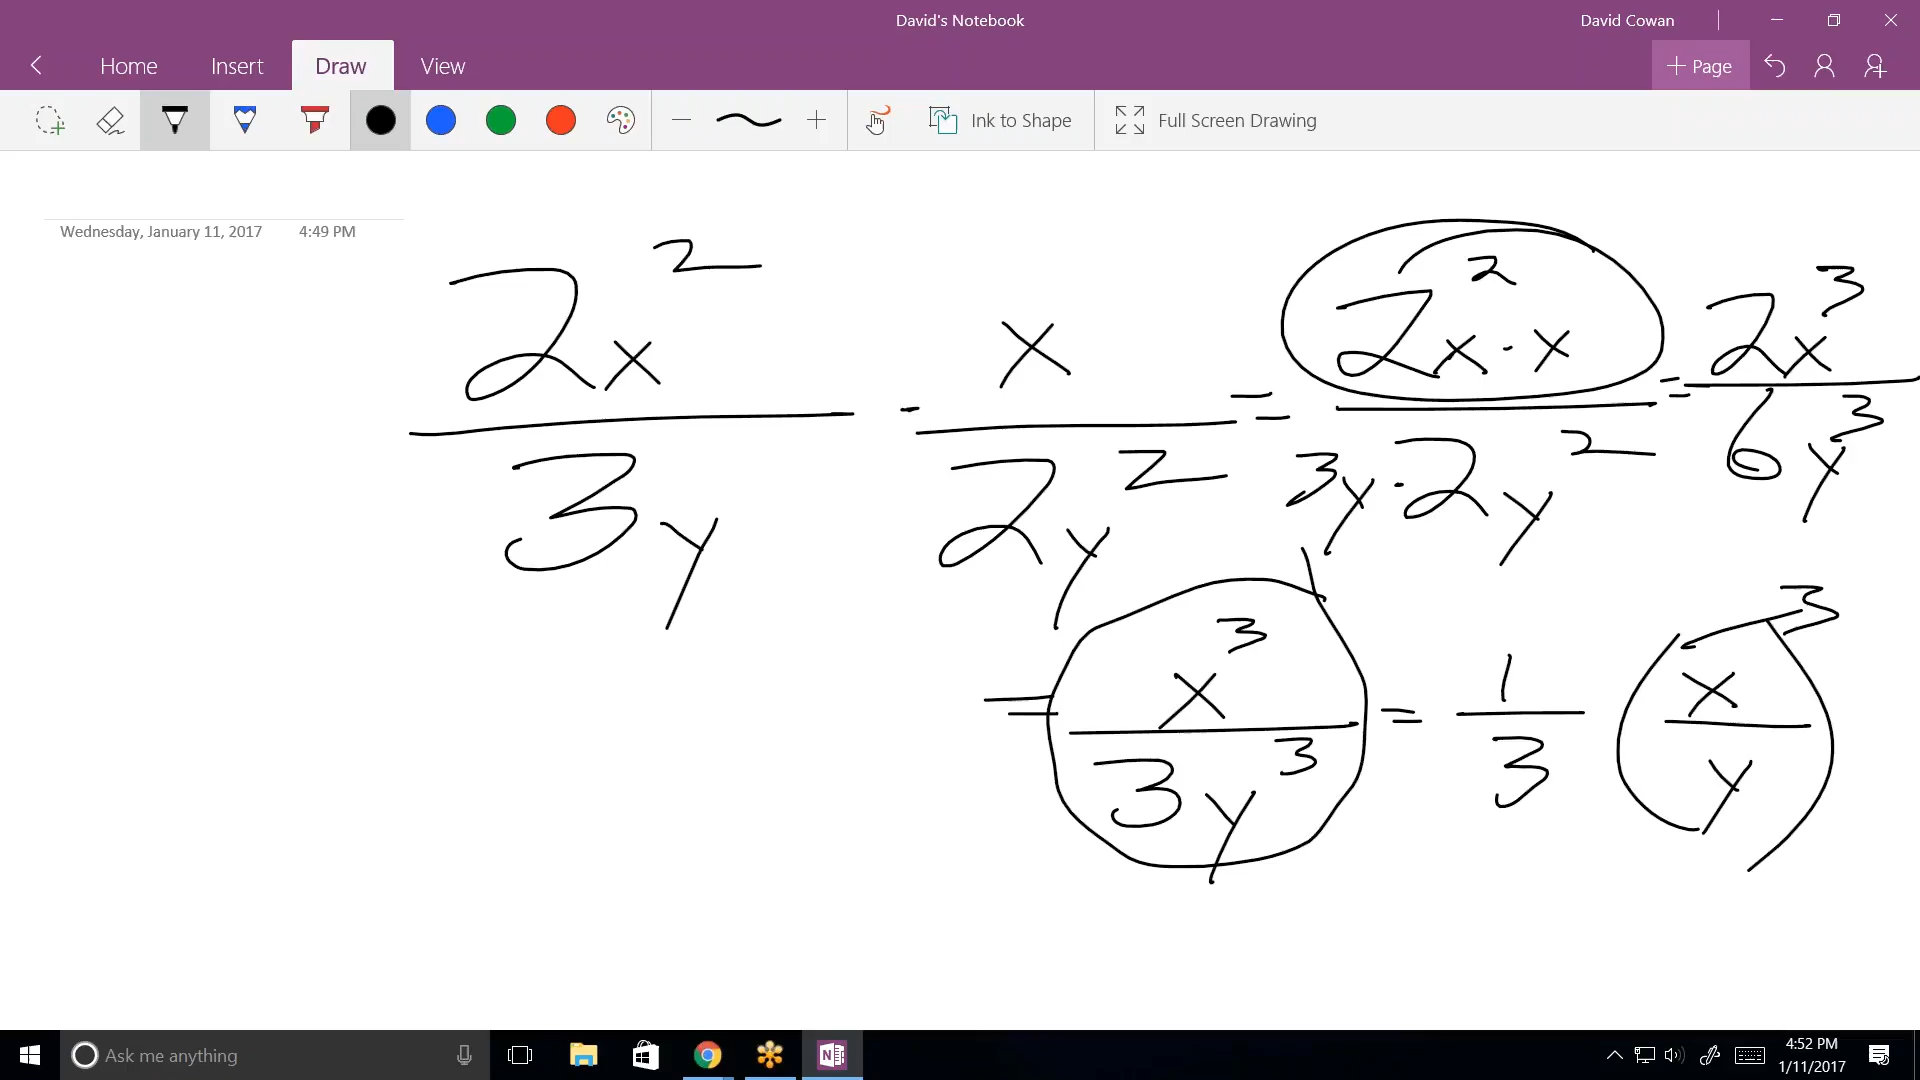 David's Notebook
David Cowan
Home Insert Draw View
+ Page
Ink to Shape Full Screen Drawing
Wednesday, January 11, 2017 4:49 PM
2x^2/3y · x/2y^2 = 2x^2·x/3y·2y^2 = 2x^3/6y^3
= x^3/3y^3 = 1/3 (x/y)^3
Ask me anything
4:52 PM
1/11/2017